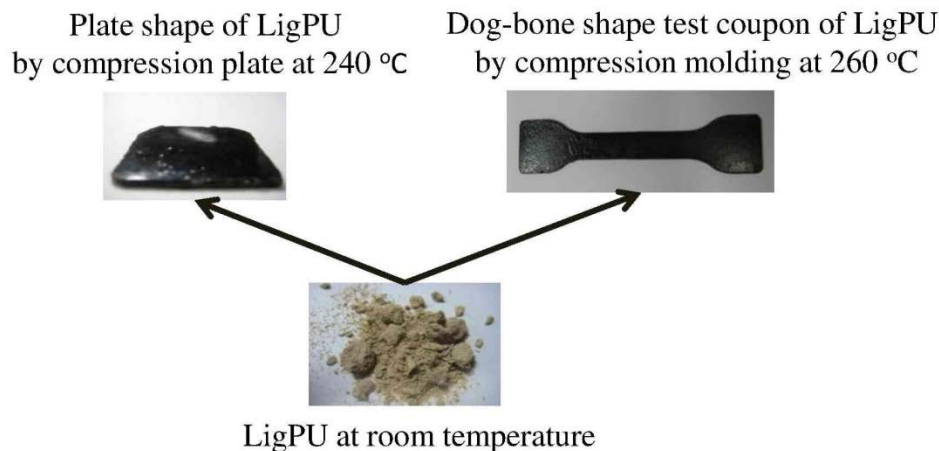 Plate shape of LigPU
by compression plate at 240 ℃
Dog-bone shape test coupon of LigPU
by compression molding at 260 °C
LigPU at room temperature